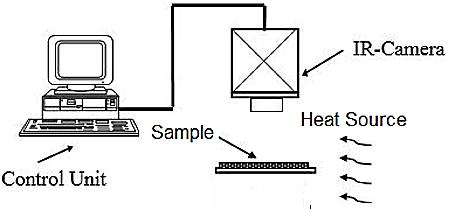 IR-Camera
Sample
Heat Source
Control Unit